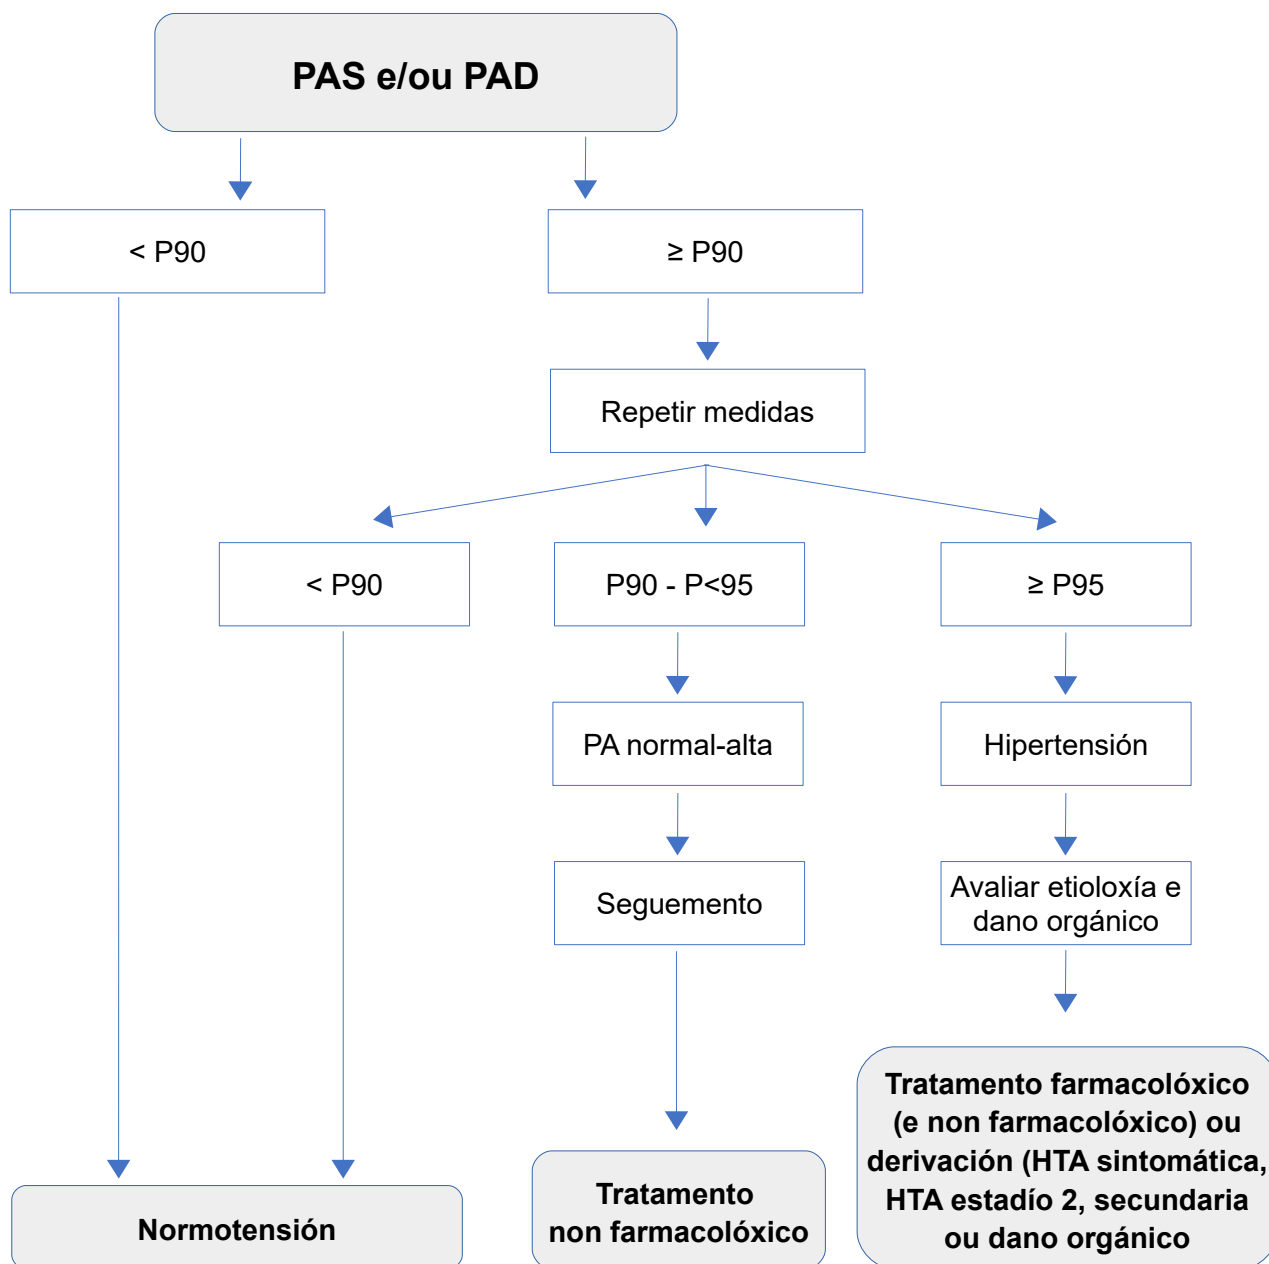 PAS e/ou PAD
< P90
≥ P90
Repetir medidas
< P90
P90 - P<95
≥ P95
PA normal-alta
Hipertensión
Seguemento
Avaliar etioloxía e
dano orgánico
Normotensión
Tratamento
non farmacolóxico
Tratamento farmacolóxico
(e non farmacolóxico) ou
derivación (HTA sintomática,
HTA estadío 2, secundaria
ou dano orgánico